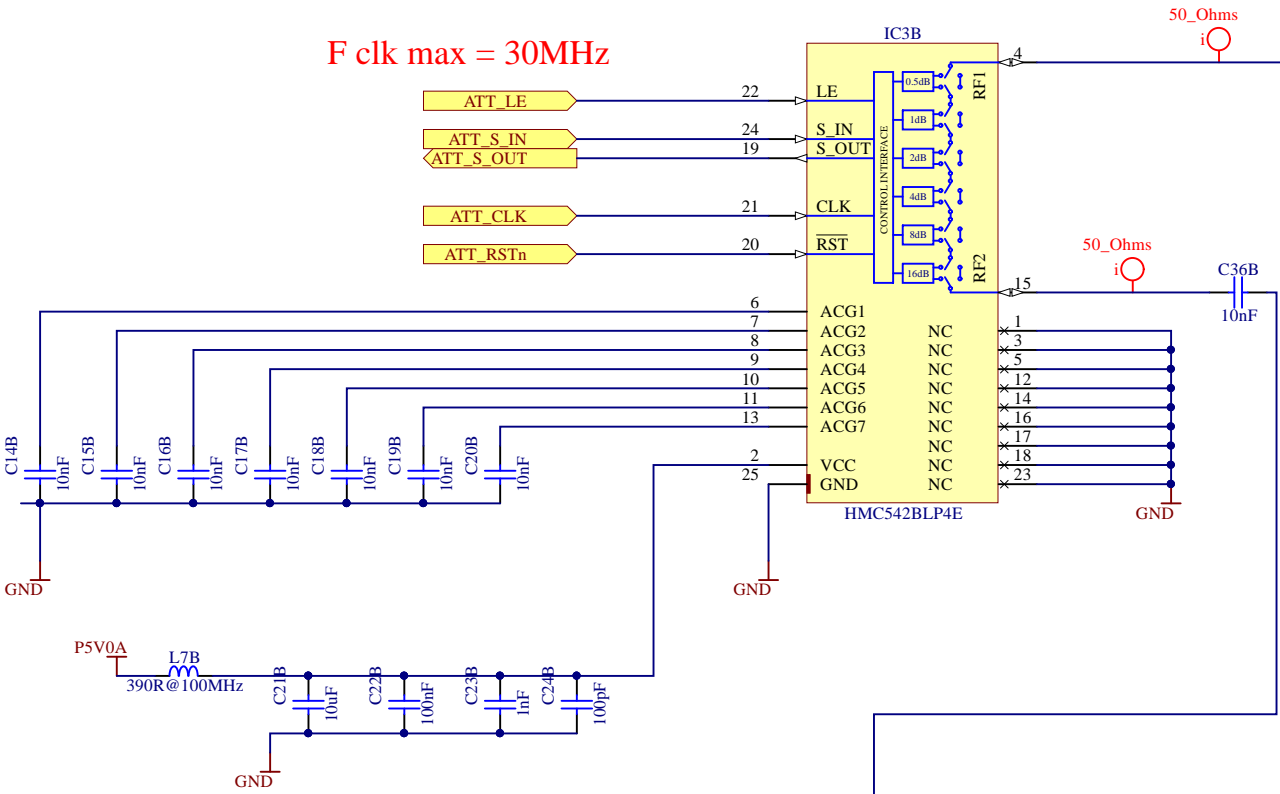 50_Ohms
i
IC3B
F clk max = 30MHz
4
RF1
0.5dB
ATT_LE
22
LE
1dB
ATT_S_IN
24
S_IN
ATT_S_OUT
19
S_OUT
CONTROL INTERFACE
2dB
4dB
ATT_CLK
21
CLK
8dB
ATT_RSTn
20
RST
RF2
16dB
50_Ohms
i
15
C36B
10nF
6
ACG1
7
ACG2
NC
1
8
ACG3
NC
3
9
ACG4
NC
5
10
ACG5
NC
12
11
ACG6
NC
14
13
ACG7
NC
16
NC
17
2
VCC
NC
18
25
GND
NC
23
HMC542BLP4E
GND
GND
C14B
10nF
C15B
10nF
C16B
10nF
C17B
10nF
C18B
10nF
C19B
10nF
C20B
10nF
GND
P5V0A
L7B
390R@100MHz
C21B
10uF
C22B
100nF
C23B
1nF
C24B
100pF
GND